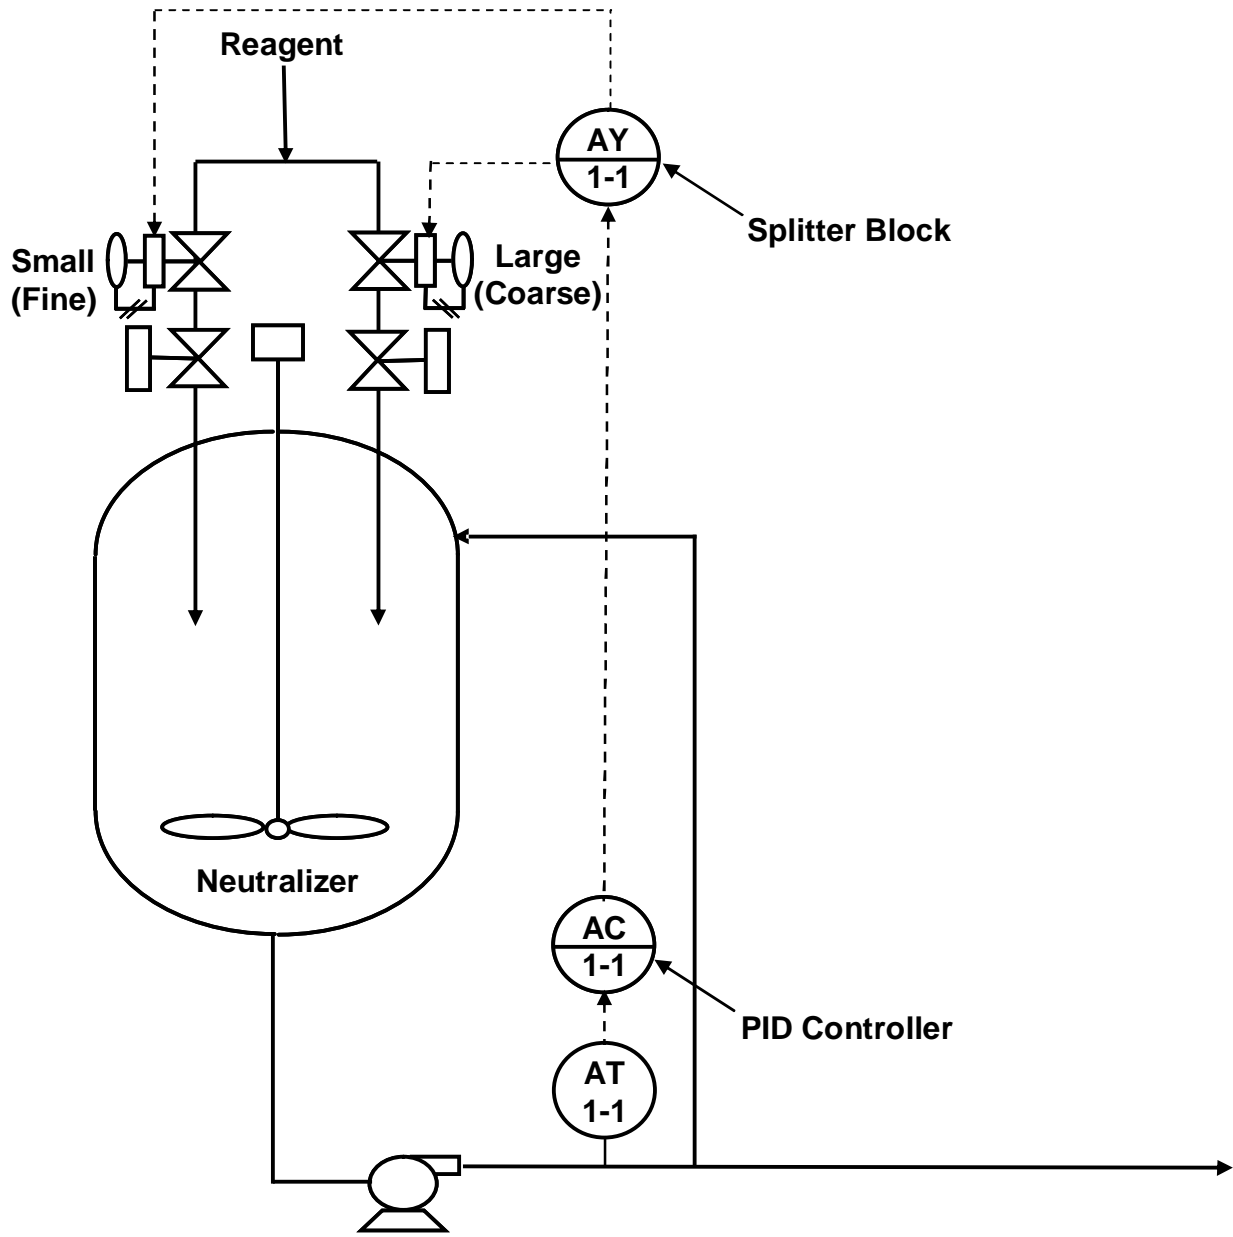 Reagent
AY
1-1
Splitter Block
Small
(Fine)
Large
(Coarse)
Neutralizer
AC
1-1
PID Controller
AT
1-1